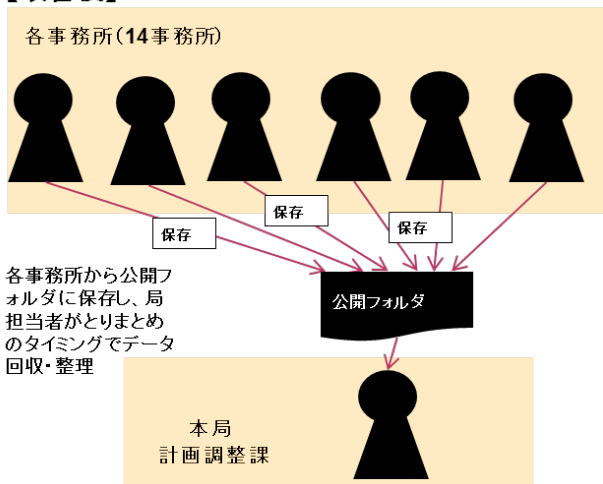 各事務所(14事務所)
保存
保存
保存
各事務所から公開フ
ォルダに保存し、局
担当者がとりまとめ
のタイミングでデータ
回収・整理
公開フォルダ
本局
計画調整課